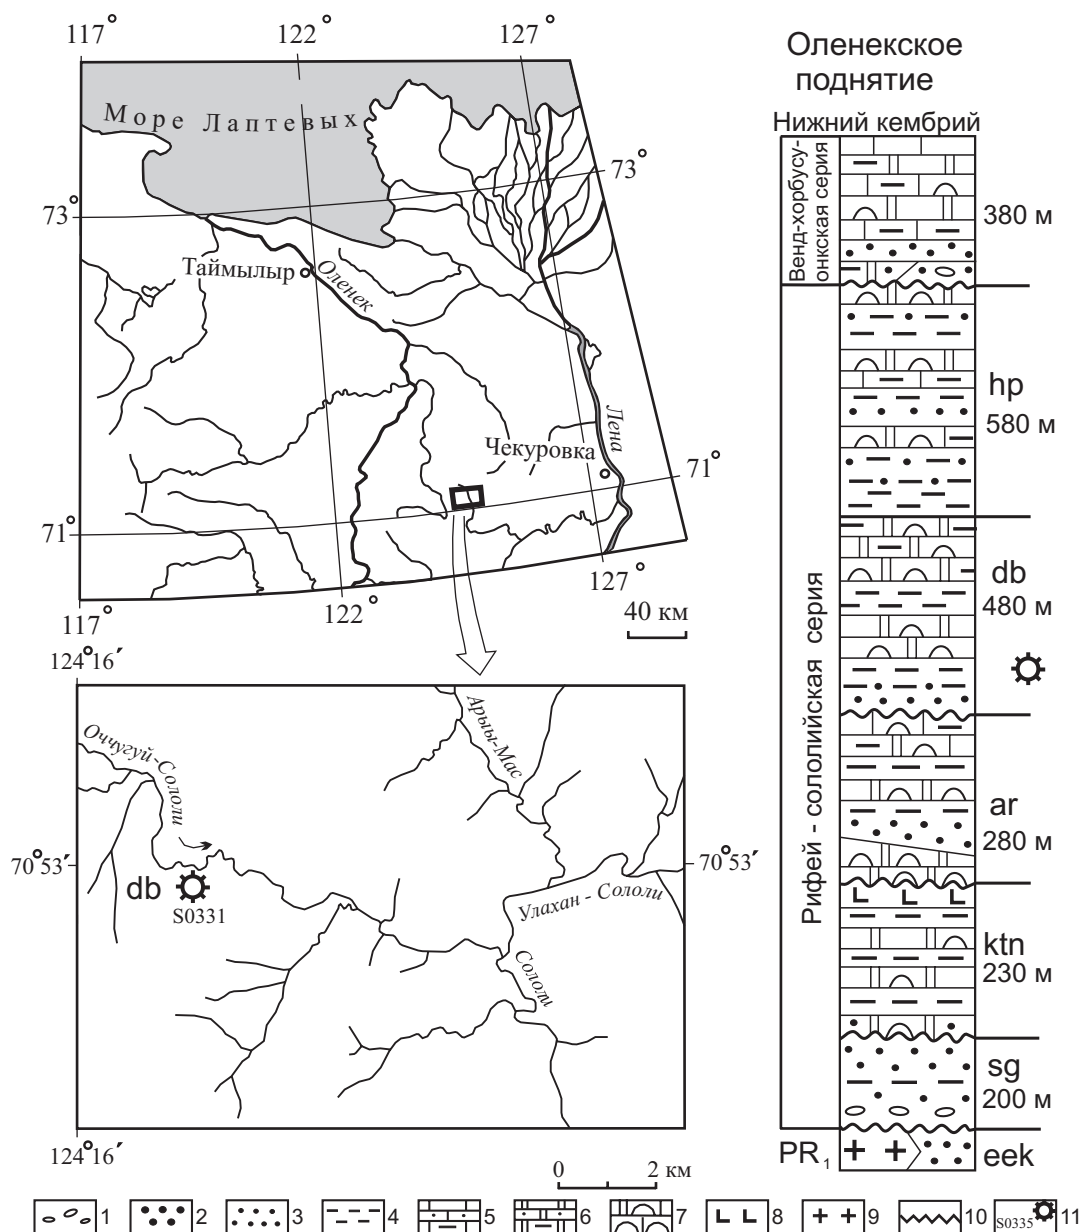 117°
122°
127°
Море Лаптевых
73°
73°
Таймылыр
Оленек
Лена
Чекуровка
71°
71°
117°
122°
127°
40 км
124°16′
Оччугуй-Сололи
Арыы-Мас
70°53′
70°53′
db
S0331
Улахан - Сололи
Сололи
124°16′
0
2 км
Оленекское
поднятие
Нижний кембрий
Венд-хорбусу-
онкская серия
380 м
Рифей - сололийская серия
hp
580 м
db
480 м
ar
280 м
ktn
230 м
sg
200 м
PR1
eek
1
2
3
4
5
6
7
8
9
10
S0335
11